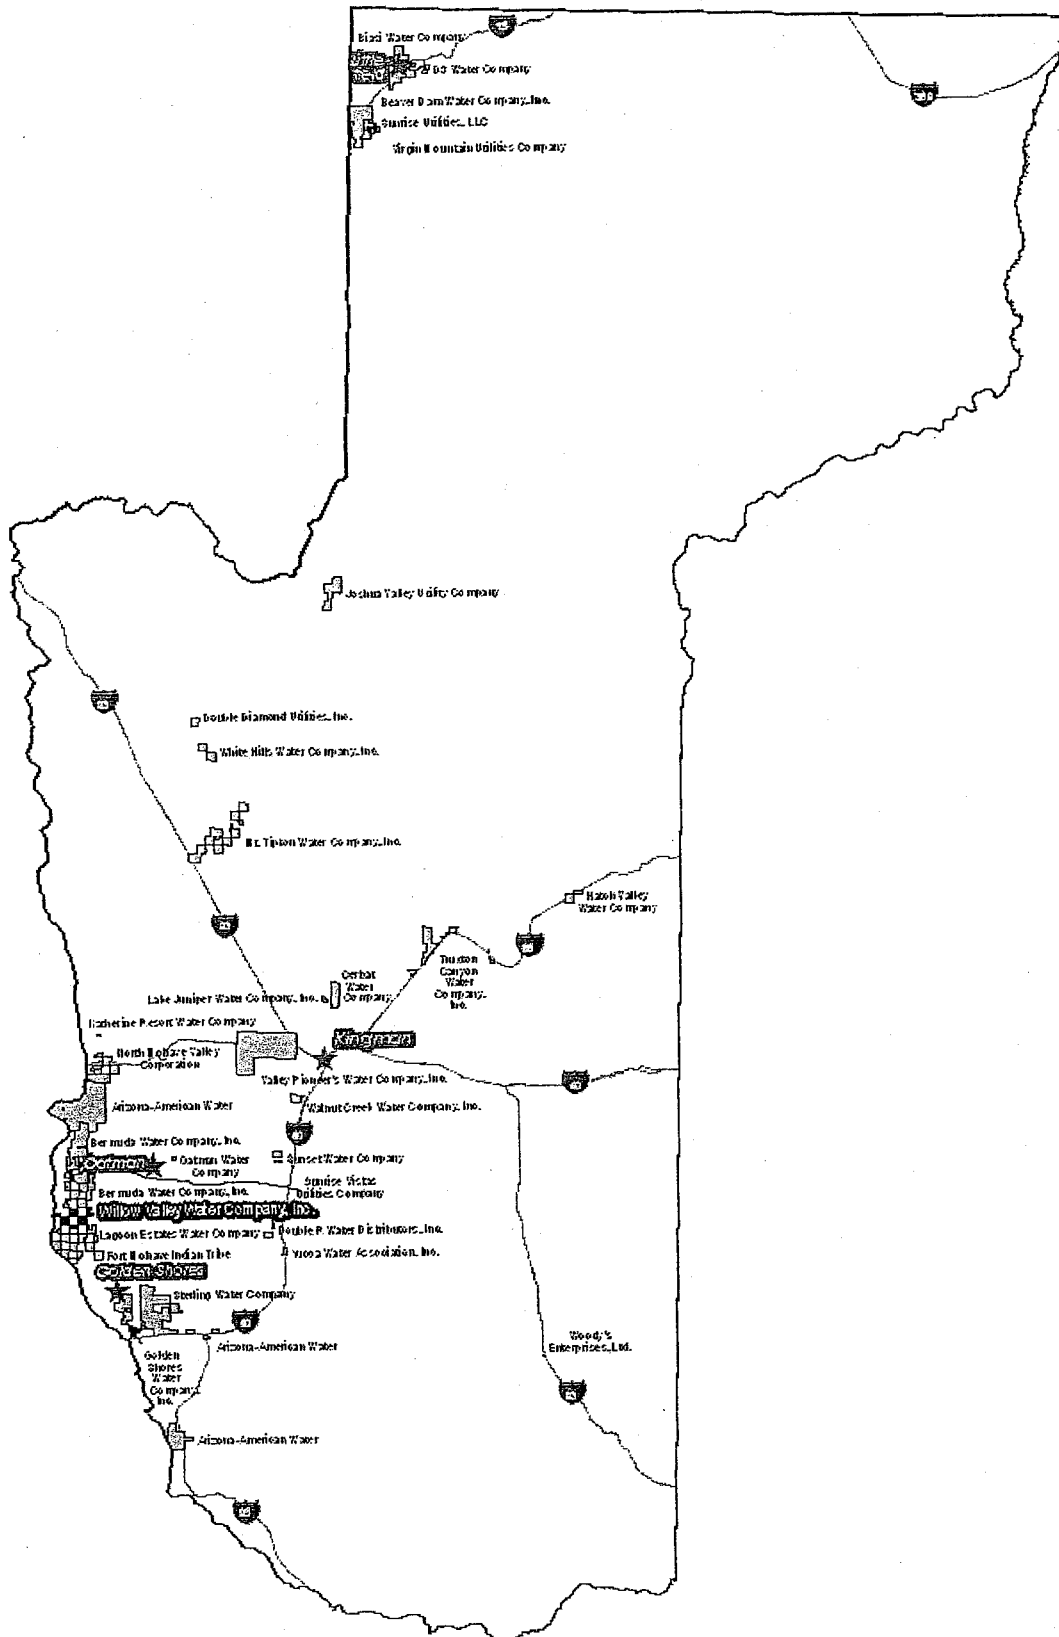 Biasi Water Company
Water Company
Beaver Dam Water Company, Inc.
Sunrise Utilities, LLC
Virgin Mountain Utilities Company
Joshua Valley Utility Company
Double Diamond Utilities, Inc.
White Hills Water Company, Inc.
Mt. Tipton Water Company, Inc.
Hatch Valley
Water Company
Truxton
Canyon
Water
Company,
Inc.
Cerbat
Water
Company
Lake Juniper Water Company, Inc.
Katherine Resort Water Company
Kingman
North Mohave Valley
Corporation
Valley Pioneer's Water Company, Inc.
Arizona-American Water
Walnut Creek Water Company, Inc.
Bermuda Water Company, Inc.
Oatman
Oatman Water
Company
Sunset Water Company
Sunrise Vistas
Utilities Company
Bermuda Water Company, Inc.
Willow Valley Water Company, Inc.
Lagoon Estates Water Company
Double R. Water Distributors, Inc.
Fort Mohave Indian Tribe
Yucca Water Association, Inc.
Golden Shores
Sterling Water Company
Arizona-American Water
Golden
Shores
Water
Company,
Inc.
Woody's
Enterprises, Ltd.
Arizona-American Water